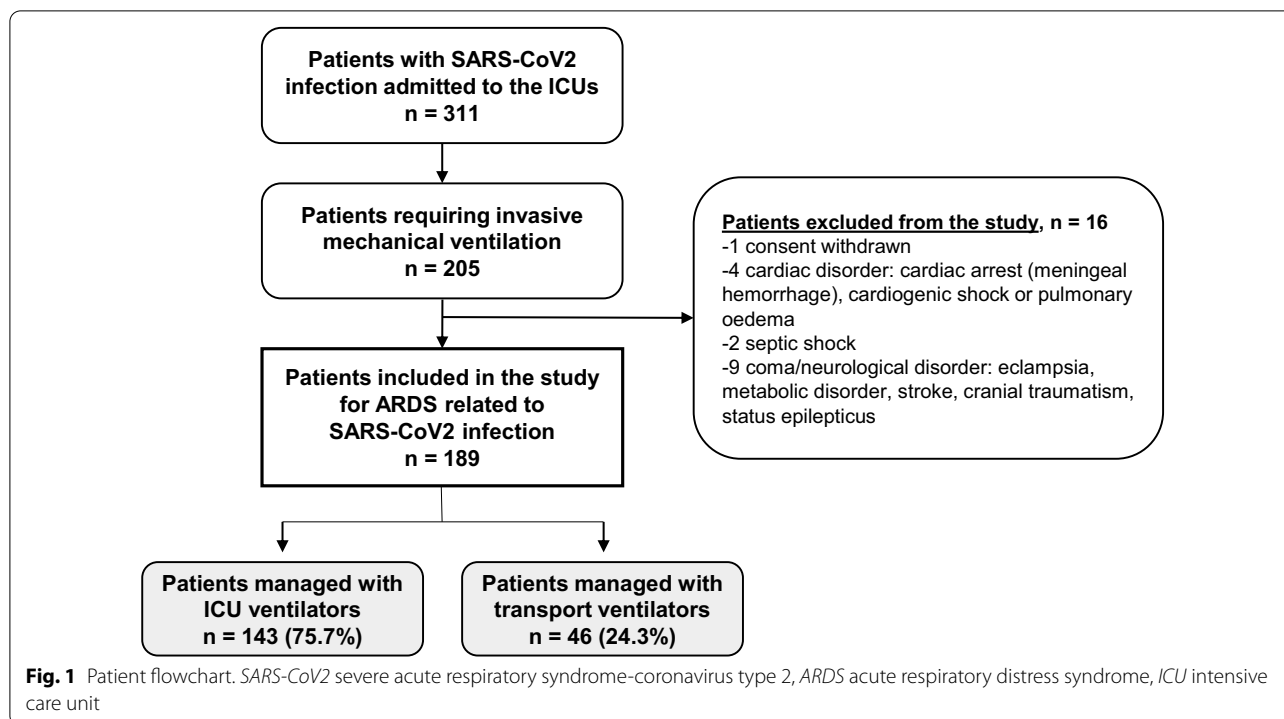 Patients with SARS-CoV2
infection admitted to the ICUs
n = 311
Patients requiring invasive
mechanical ventilation
n = 205
Patients excluded from the study, n = 16
-1 consent withdrawn
-4 cardiac disorder: cardiac arrest (meningeal
hemorrhage), cardiogenic shock or pulmonary
oedema
-2 septic shock
-9 coma/neurological disorder: eclampsia,
metabolic disorder, stroke, cranial traumatism,
status epilepticus
Patients included in the study
for ARDS related to
SARS-CoV2 infection
n = 189
Patients managed with
ICU ventilators
n = 143 (75.7%)
Patients managed with
transport ventilators
n = 46 (24.3%)
Fig. 1 Patient flowchart. SARS-CoV2 severe acute respiratory syndrome-coronavirus type 2, ARDS acute respiratory distress syndrome, ICU intensive
care unit